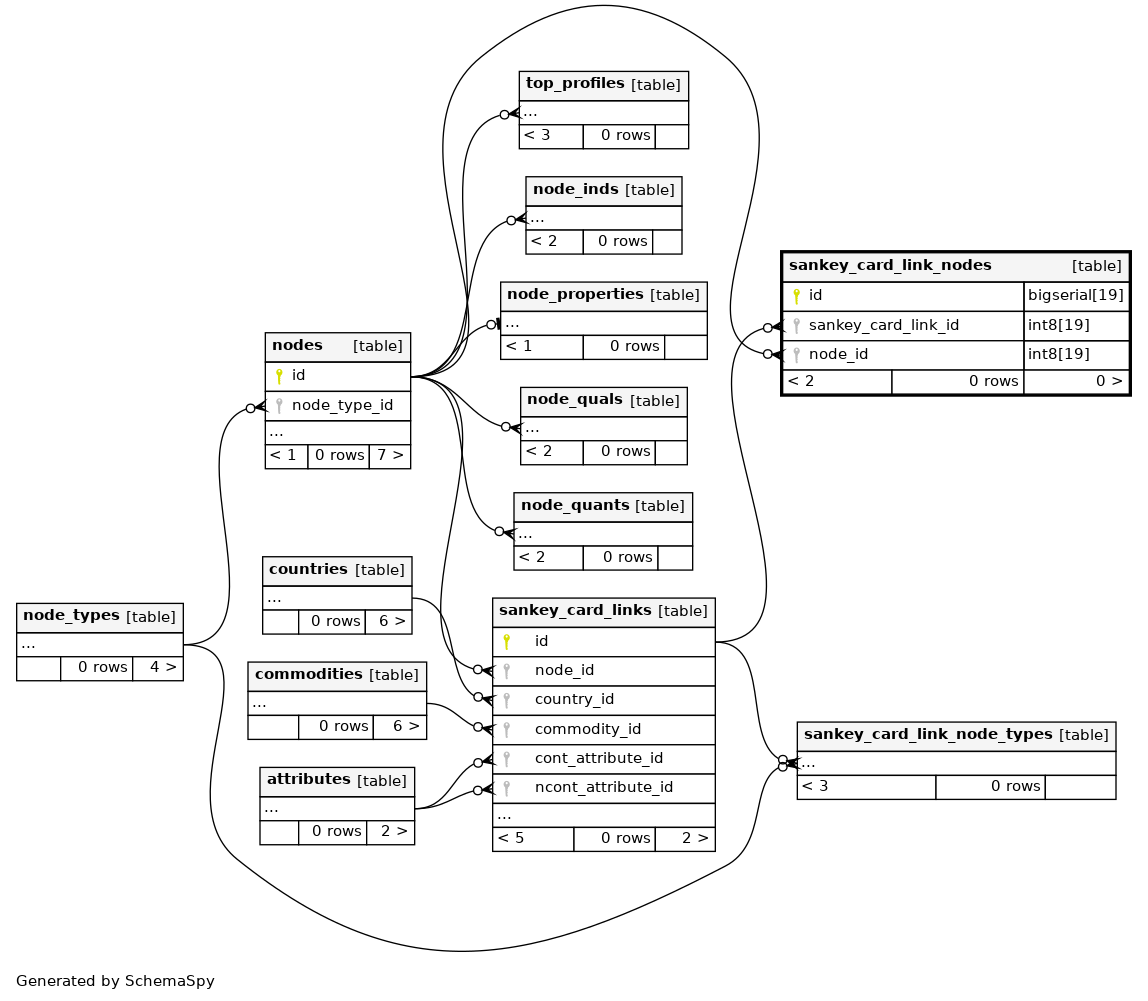 top_profiles [table]
...
< 3 0 rows
node_inds [table]
...
< 2 0 rows
node_properties [table]
...
< 1 0 rows
node_quals [table]
...
< 2 0 rows
node_quants [table]
...
< 2 0 rows
sankey_card_link_nodes [table]
id bigserial[19]
sankey_card_link_id int8[19]
node_id int8[19]
< 2 0 rows 0 >
nodes [table]
id
node_type_id
...
< 1 0 rows 7 >
countries [table]
...
0 rows 6 >
node_types [table]
...
0 rows 4 >
commodities [table]
...
0 rows 6 >
attributes [table]
...
0 rows 2 >
sankey_card_links [table]
id
node_id
country_id
commodity_id
cont_attribute_id
ncont_attribute_id
...
< 5 0 rows 2 >
sankey_card_link_node_types [table]
...
< 3 0 rows
Generated by SchemaSpy